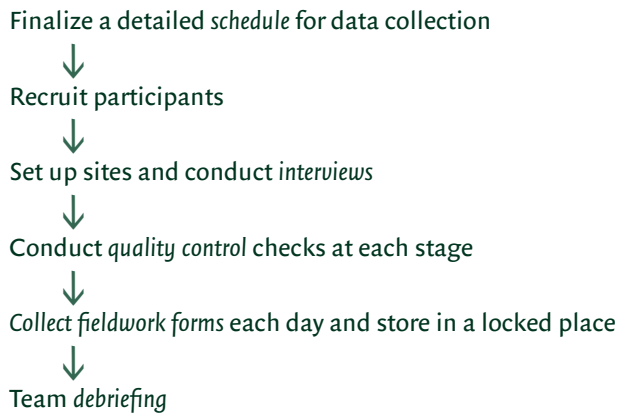 Finalize a detailed schedule for data collection
Recruit participants
Set up sites and conduct interviews
Conduct quality control checks at each stage
Collect fieldwork forms each day and store in a locked place
Team debriefing